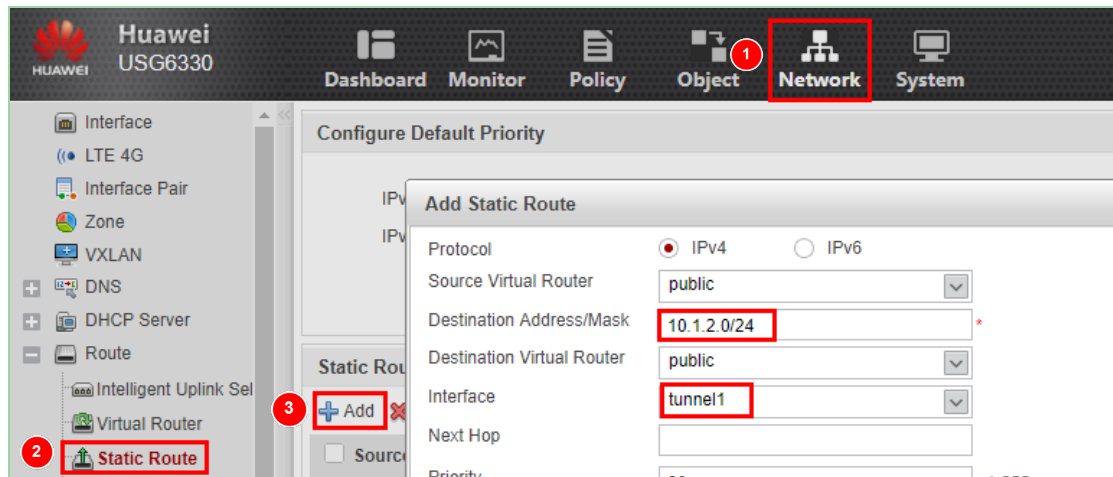 Huawei
USG6330
HUAWEI
Dashboard Monitor Policy Object 1 Network System
Interface
LTE 4G
Interface Pair
Zone
VXLAN
DNS
DHCP Server
Route
Intelligent Uplink Sel
Virtual Router
2 Static Route
Configure Default Priority
IPv
IPv
Static Rou
3 Add
Source
Add Static Route
Protocol IPv4 IPv6
Source Virtual Router public
Destination Address/Mask 10.1.2.0/24 *
Destination Virtual Router public
Interface tunnel1
Next Hop
Priority